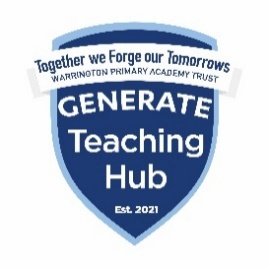 Together we Forge our Tomorrows
WARRINGTON PRIMARY ACADEMY TRUST
GENERATE
Teaching
Hub
Est. 2021